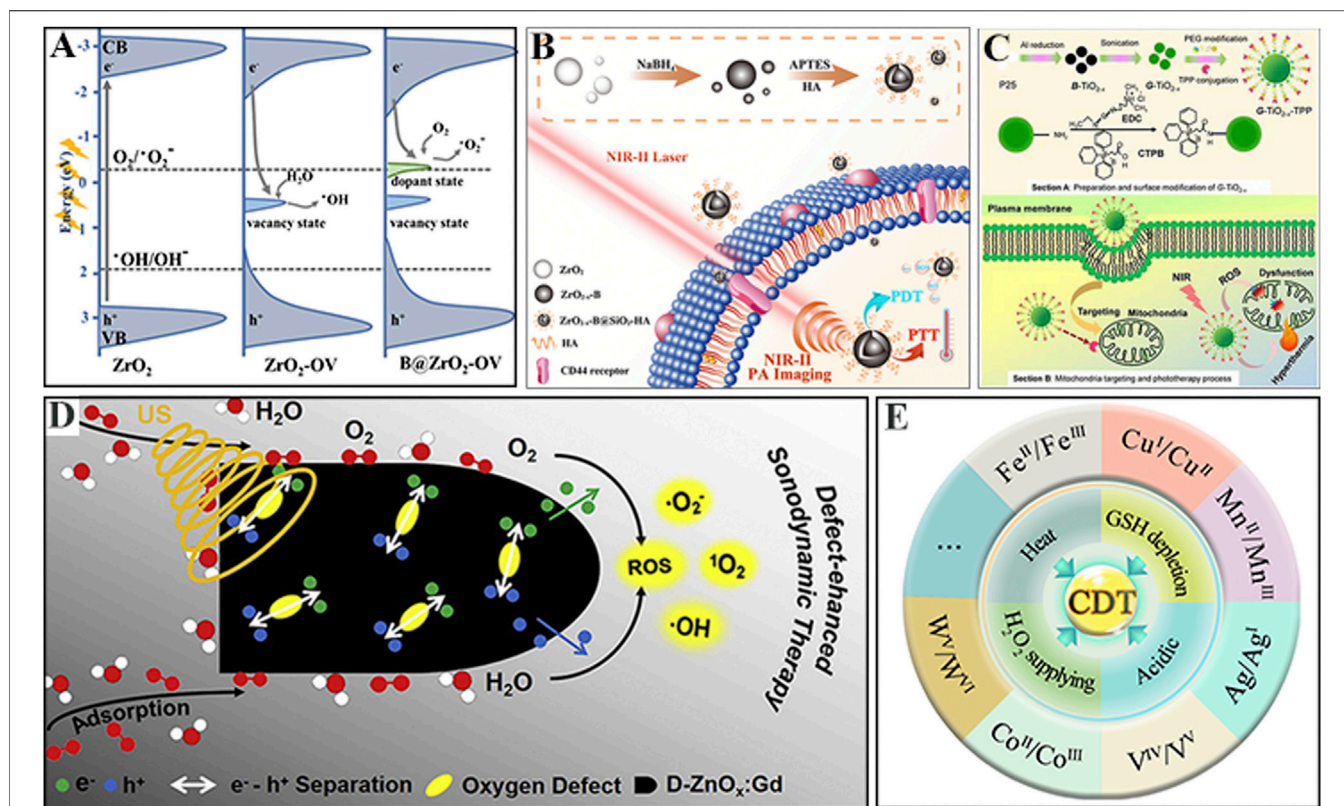 A
CB
e-
-3
-2
-1
0
1
2
3
Energy (eV)
O2/•O2-
•OH/OH-
h+
VB
ZrO2
e-
H2O
•OH
vacancy state
h+
ZrO2-OV
e-
O2
•O2-
dopant state
vacancy state
h+
B@ZrO2-OV
B
NaBH4
APTES
HA
NIR-II Laser
ZrO2
ZrO2-x-B
ZrO2-x-B@SiO2-HA
HA
CD44 receptor
PDT
PTT
NIR-II
PA Imaging
C
Al reduction
Sonication
PEG modification
TPP conjugation
P25
B-TiO2-x
G-TiO2-x
G-TiO2-x-TPP
NH2
EDC
CTPB
Section A: Preparation and surface modification of G-TiO2-x
Plasma membrane
Targeting
Mitochondria
NIR
ROS
Dysfunction
Hyperthermia
Section B: Mitochondria targeting and phototherapy process
D
US
H2O
O2
O2
H2O
Adsorption
ROS
·O2-
1O2
·OH
Defect-ehanced
Sonodynamic Therapy
e- h+ e- - h+ Separation Oxygen Defect D-ZnOx:Gd
E
FeII/FeIII
CuI/CuII
MnII/MnIII
Ag/AgI
VIV/VV
CoII/CoIII
WV/WVI
...
Heat
GSH depletion
Acidic
H2O2 supplying
CDT